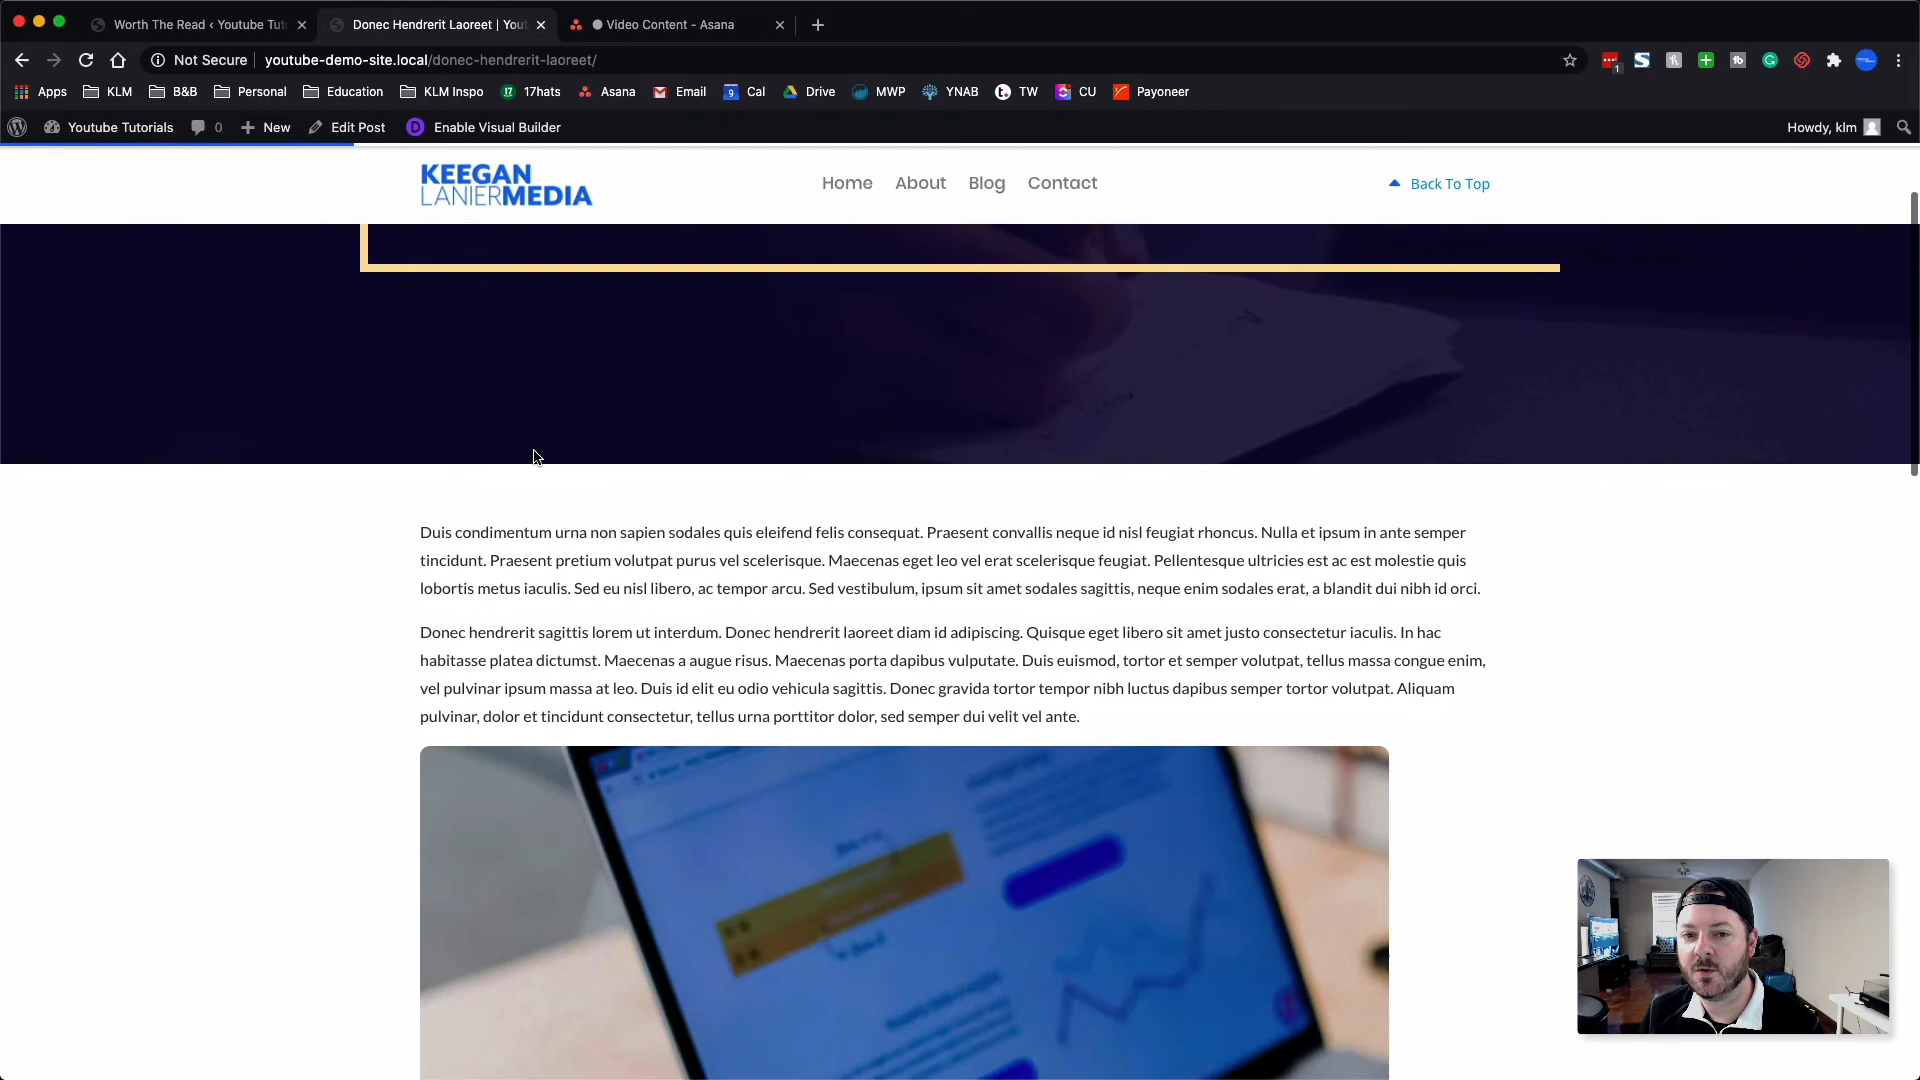 Worth The Read ‹ Youtube Tut
Donec Hendrerit Laoreet | You
Video Content - Asana
Not Secure youtube-demo-site.local/donec-hendrerit-laoreet/
1
Apps KLM B&B Personal Education KLM Inspo 17hats Asana Email 9 Cal Drive MWP YNAB TW CU Payoneer
Youtube Tutorials 0 New Edit Post D Enable Visual Builder Howdy, klm
KEEGAN
LANIERMEDIA
Home About Blog Contact
Back To Top
Duis condimentum urna non sapien sodales quis eleifend felis consequat. Praesent convallis neque id nisl feugiat rhoncus. Nulla et ipsum in ante semper
tincidunt. Praesent pretium volutpat purus vel scelerisque. Maecenas eget leo vel erat scelerisque feugiat. Pellentesque ultricies est ac est molestie quis
lobortis metus iaculis. Sed eu nisl libero, ac tempor arcu. Sed vestibulum, ipsum sit amet sodales sagittis, neque enim sodales erat, a blandit dui nibh id orci.
Donec hendrerit sagittis lorem ut interdum. Donec hendrerit laoreet diam id adipiscing. Quisque eget libero sit amet justo consectetur iaculis. In hac
habitasse platea dictumst. Maecenas a augue risus. Maecenas porta dapibus vulputate. Duis euismod, tortor et semper volutpat, tellus massa congue enim,
vel pulvinar ipsum massa at leo. Duis id elit eu odio vehicula sagittis. Donec gravida tortor tempor nibh luctus dapibus semper tortor volutpat. Aliquam
pulvinar, dolor et tincidunt consectetur, tellus urna porttitor dolor, sed semper dui velit vel ante.